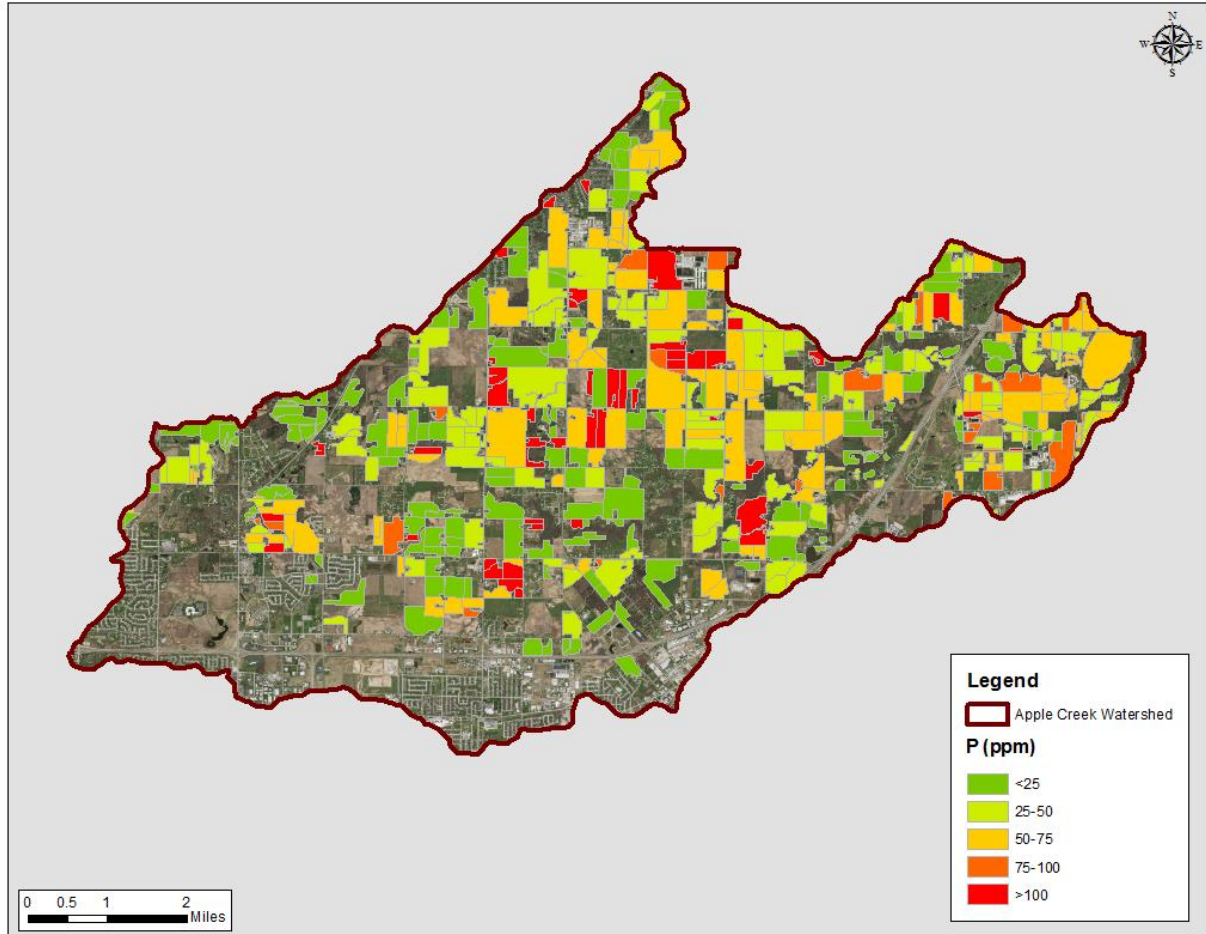 N
W E
S
Legend
Apple Creek Watershed
P (ppm)
<25
25-50
50-75
75-100
>100
0 0.5 1 2
Miles